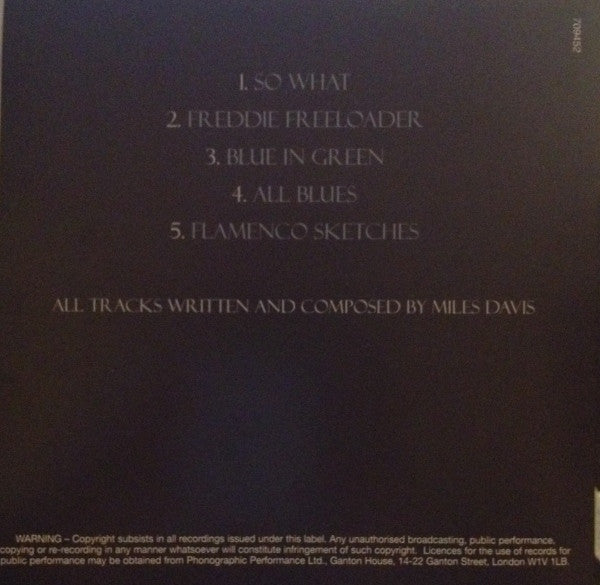 709452
1. SO WHAT
2. FREDDIE FREELOADER
3. BLUE IN GREEN
4. ALL BLUES
5. FLAMENCO SKETCHES
ALL TRACKS WRITTEN AND COMPOSED BY MILES DAVIS
WARNING – Copyright subsists in all recordings issued under this label. Any unauthorised broadcasting, public performance,
copying or re-recording in any manner whatsoever will constitute infringement of such copyright. Licences for the use of records for
public performance may be obtained from Phonographic Performance Ltd., Ganton House, 14-22 Ganton Street, London W1V 1LB.